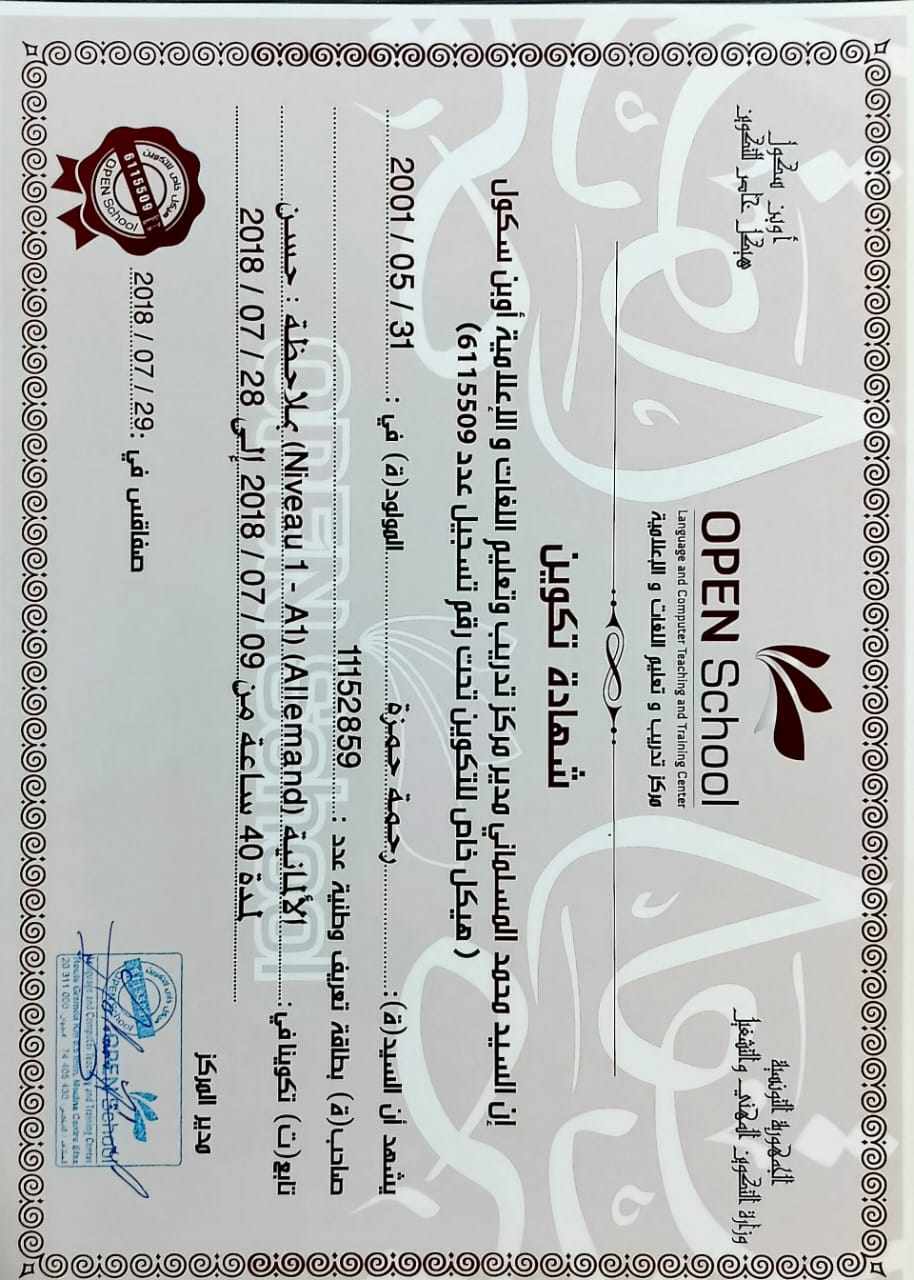 الجمهورية التونسية
وزارة التكوين المهني والتشغيل
أوبن سكول
هيكل خاص للتكوين
OPEN School
Language and Computer Teaching and Training Center
مركز تدريب و تعليم اللغات و الإعلامية
شهادة تكوين
إن السيد محمد المسلماني مدير مركز تدريب وتعليم اللغات و الإعلامية أوبن سكول
( هيكل خاص للتكوين تحت رقم تسجيل عدد 6115509)
يشهد أن السيد(ة): رحمة حمزة المولود(ة) في : 31 / 05 / 2001
صاحب(ة) بطاقة تعريف وطنية عدد : 11152859
تابع(ت) تكوينا في: الألمانية (Allemand) (Niveau 1 - A1) بملاحظة : حسن
لمدة 40 ساعة من 09 / 07 / 2018 إلى 28 / 07 / 2018
OPEN School
مدير المركز
صفاقس في :29 / 07 / 2018
هيكل خاص للتكوين
6115509
OPEN School
OPEN School
Language and Computer Teaching and Training Center
20 311 000 74 405 430